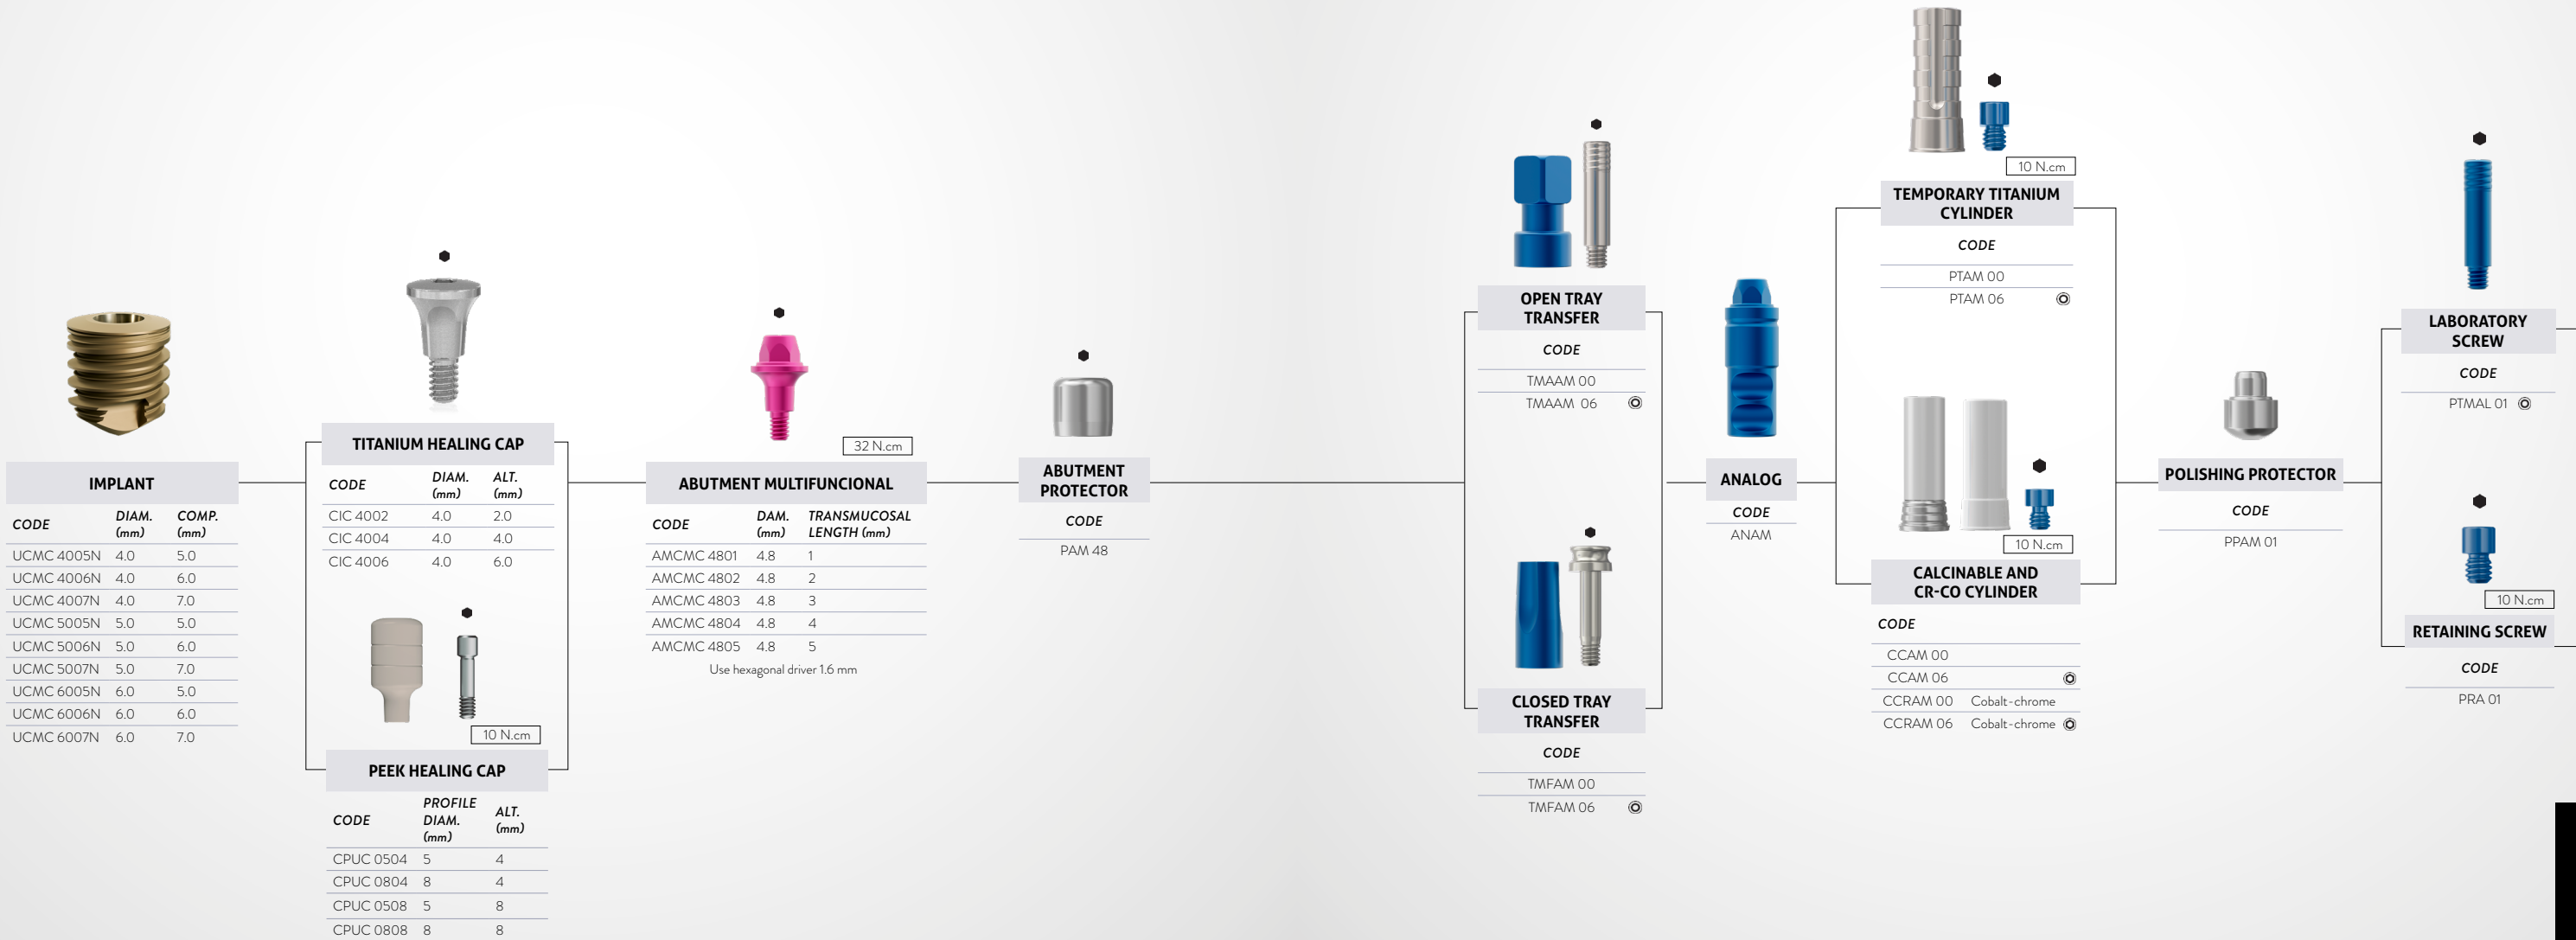 IMPLANT
CODE DIAM. (mm) COMP. (mm)
UCMC 4005N 4.0 5.0
UCMC 4006N 4.0 6.0
UCMC 4007N 4.0 7.0
UCMC 5005N 5.0 5.0
UCMC 5006N 5.0 6.0
UCMC 5007N 5.0 7.0
UCMC 6005N 6.0 5.0
UCMC 6006N 6.0 6.0
UCMC 6007N 6.0 7.0
TITANIUM HEALING CAP
CODE DIAM. (mm) ALT. (mm)
CIC 4002 4.0 2.0
CIC 4004 4.0 4.0
CIC 4006 4.0 6.0
10 N.cm
PEEK HEALING CAP
CODE PROFILE DIAM. (mm) ALT. (mm)
CPUC 0504 5 4
CPUC 0804 8 4
CPUC 0508 5 8
CPUC 0808 8 8
32 N.cm
ABUTMENT MULTIFUNCIONAL
CODE DAM. (mm) TRANSMUCOSAL LENGTH (mm)
AMCMC 4801 4.8 1
AMCMC 4802 4.8 2
AMCMC 4803 4.8 3
AMCMC 4804 4.8 4
AMCMC 4805 4.8 5
Use hexagonal driver 1.6 mm
ABUTMENT
PROTECTOR
CODE
PAM 48
OPEN TRAY
TRANSFER
CODE
TMAAM 00
TMAAM 06
CLOSED TRAY
TRANSFER
CODE
TMFAM 00
TMFAM 06
ANALOG
CODE
ANAM
10 N.cm
TEMPORARY TITANIUM
CYLINDER
CODE
PTAM 00
PTAM 06
10 N.cm
CALCINABLE AND
CR-CO CYLINDER
CODE
CCAM 00
CCAM 06
CCRAM 00 Cobalt-chrome
CCRAM 06 Cobalt-chrome
POLISHING PROTECTOR
CODE
PPAM 01
LABORATORY
SCREW
CODE
PTMAL 01
10 N.cm
RETAINING SCREW
CODE
PRA 01